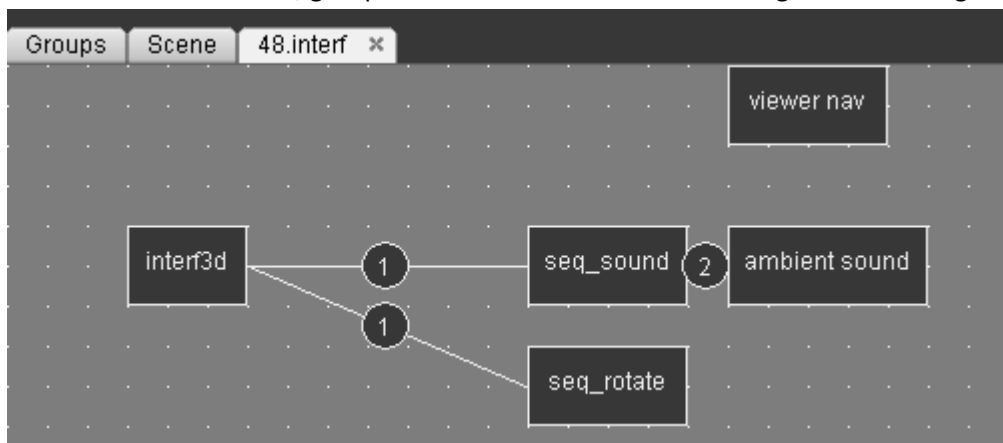 Groups Scene 48.interf ×
viewer nav
interf3d 1 seq_sound 2 ambient sound
1
seq_rotate